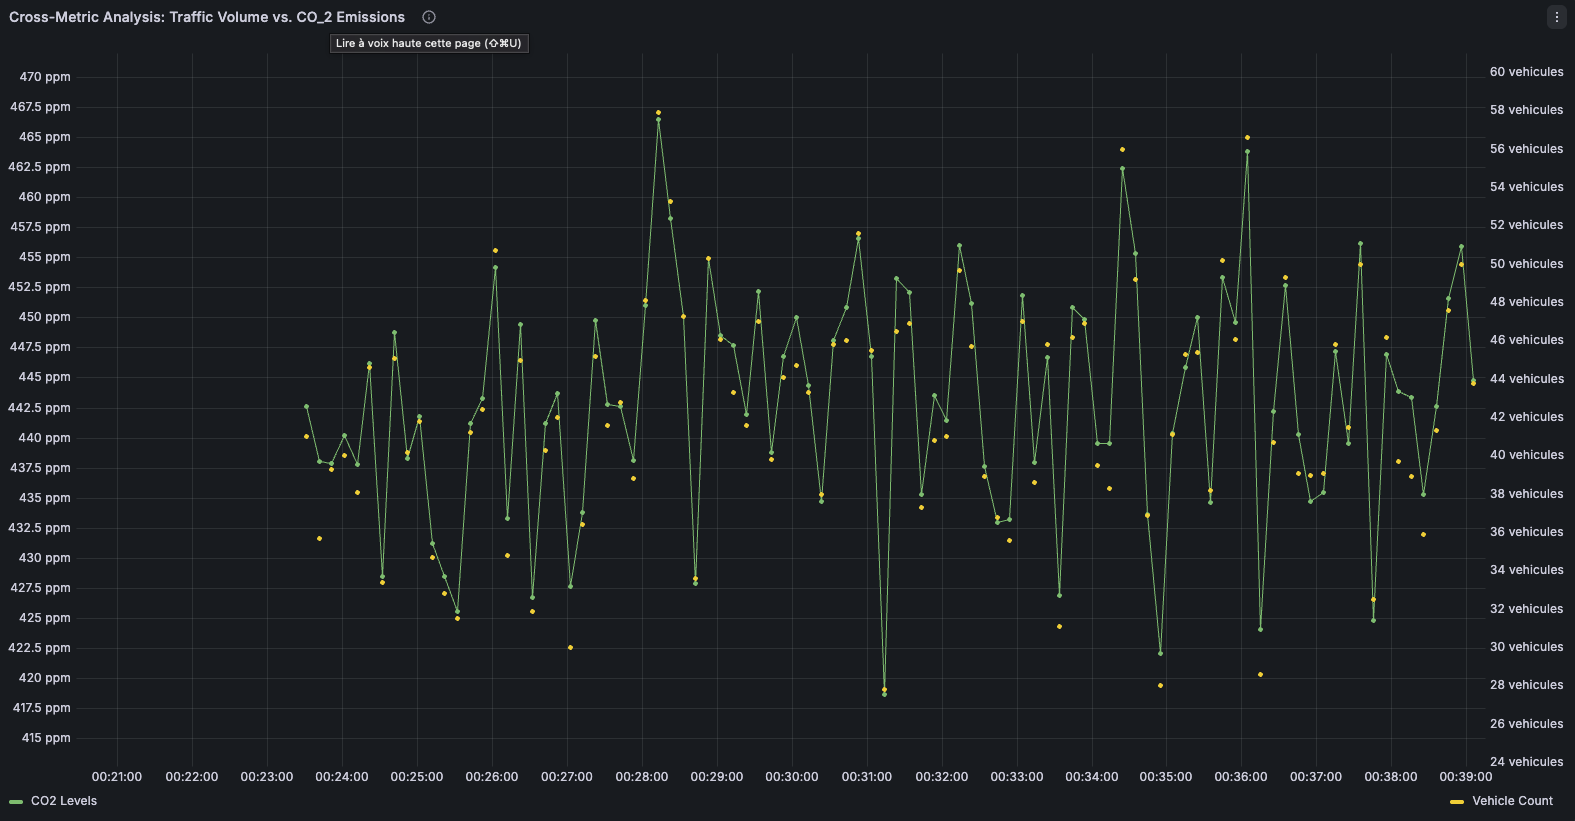 Cross-Metric Analysis: Traffic Volume vs. CO_2 Emissions
Lire à voix haute cette page (⇧⌘U)
470 ppm
467.5 ppm
465 ppm
462.5 ppm
460 ppm
457.5 ppm
455 ppm
452.5 ppm
450 ppm
447.5 ppm
445 ppm
442.5 ppm
440 ppm
437.5 ppm
435 ppm
432.5 ppm
430 ppm
427.5 ppm
425 ppm
422.5 ppm
420 ppm
417.5 ppm
415 ppm
60 vehicules
58 vehicules
56 vehicules
54 vehicules
52 vehicules
50 vehicules
48 vehicules
46 vehicules
44 vehicules
42 vehicules
40 vehicules
38 vehicules
36 vehicules
34 vehicules
32 vehicules
30 vehicules
28 vehicules
26 vehicules
24 vehicules
00:21:00 00:22:00 00:23:00 00:24:00 00:25:00 00:26:00 00:27:00 00:28:00 00:29:00 00:30:00 00:31:00 00:32:00 00:33:00 00:34:00 00:35:00 00:36:00 00:37:00 00:38:00 00:39:00
CO2 Levels
Vehicle Count